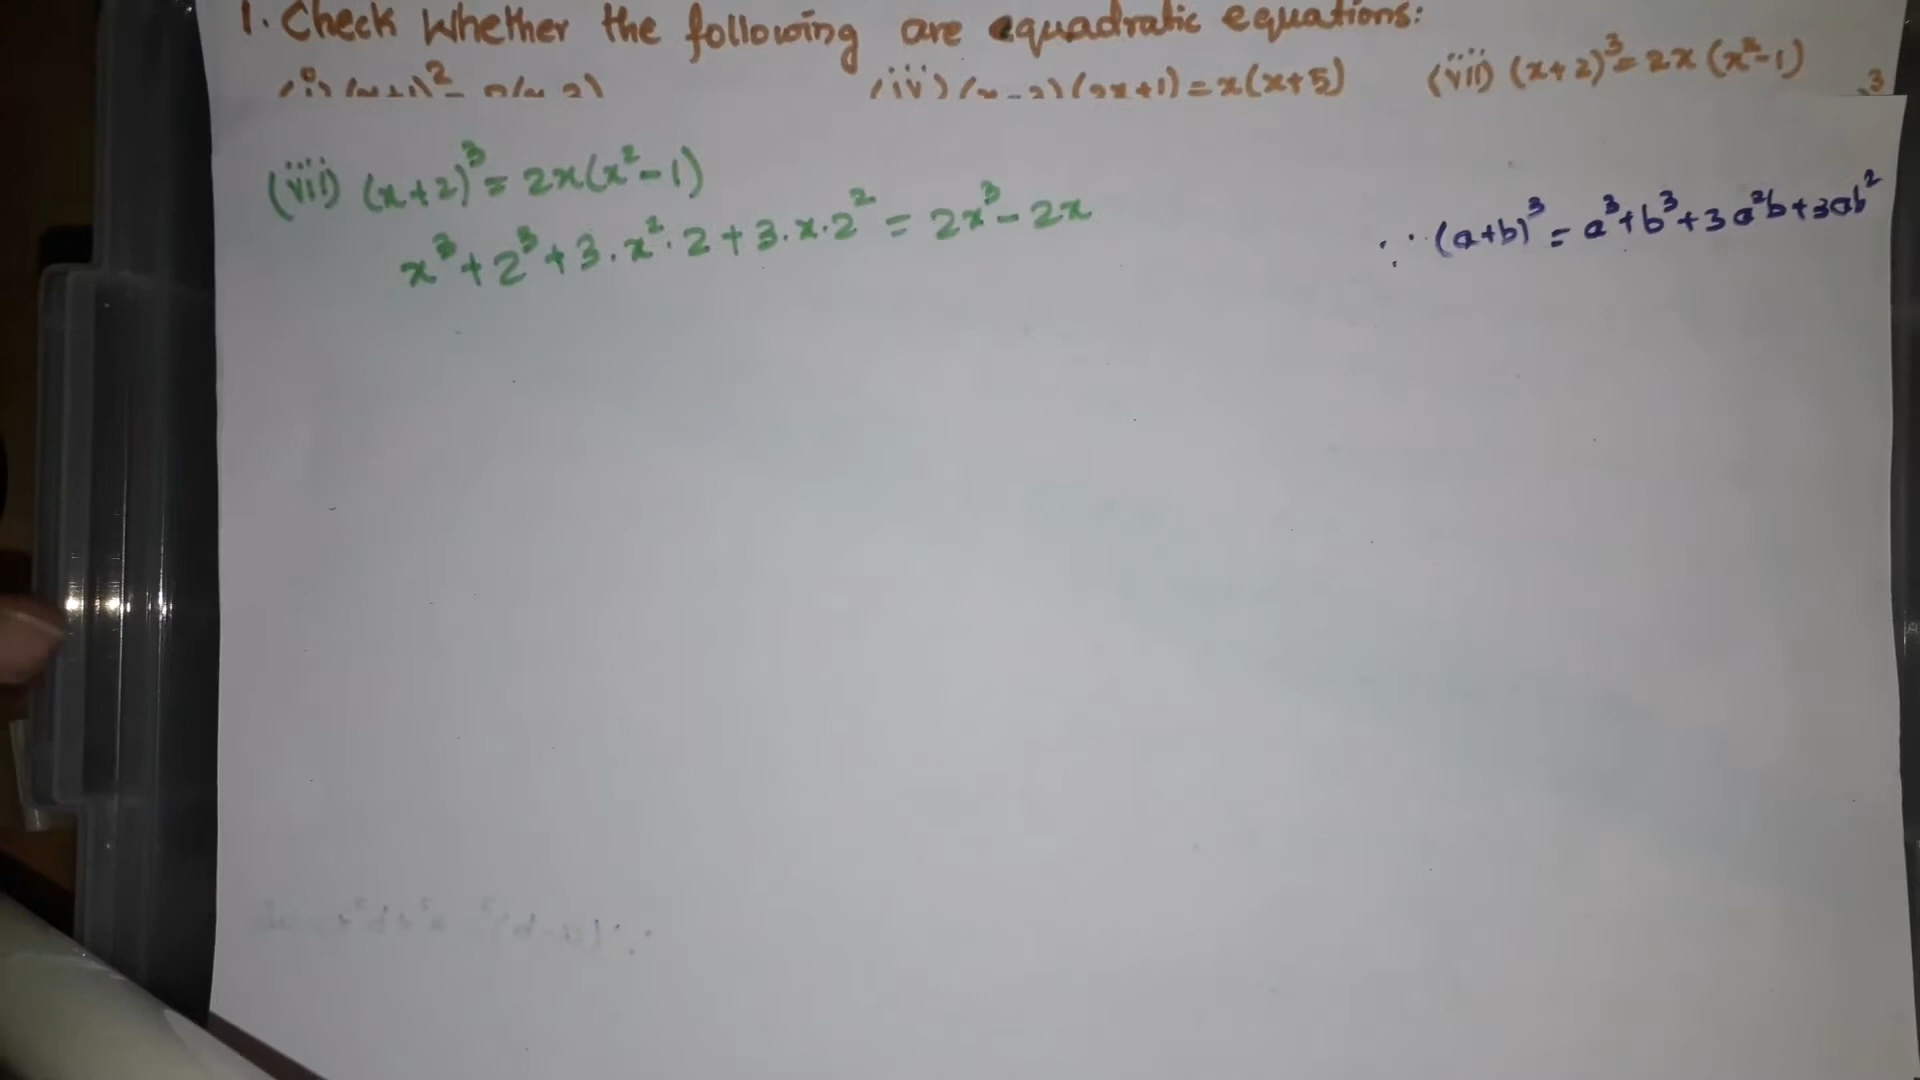 1. Check whether the following are equadratic equations:
(iv) (x-2)(2x+1) = x(x+5)
(vii) (x+2)³ = 2x(x²-1)
(vii) (x+2)³ = 2x(x²-1)
x³+2³+3.x².2+3.x.2² = 2x³-2x
∵ (a+b)³ = a³+b³+3a²b+3ab²